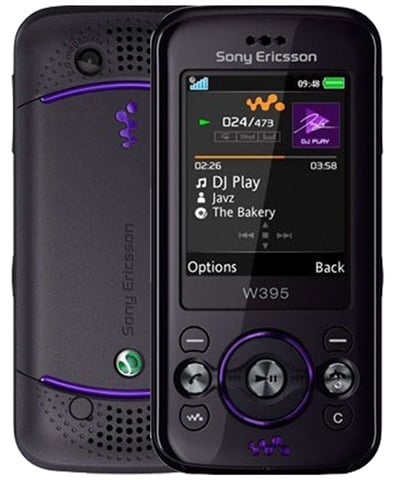 Sony Ericsson
09:48
024/473
DJ PLAY
02:26 03:58
DJ Play
Javz
The Bakery
Options Back
W395
C
Sony Ericsson